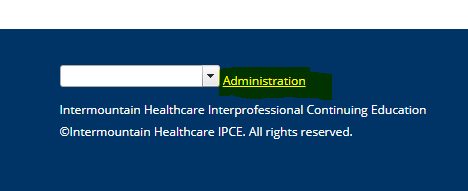 Administration
Intermountain Healthcare Interprofessional Continuing Education
©Intermountain Healthcare IPCE. All rights reserved.